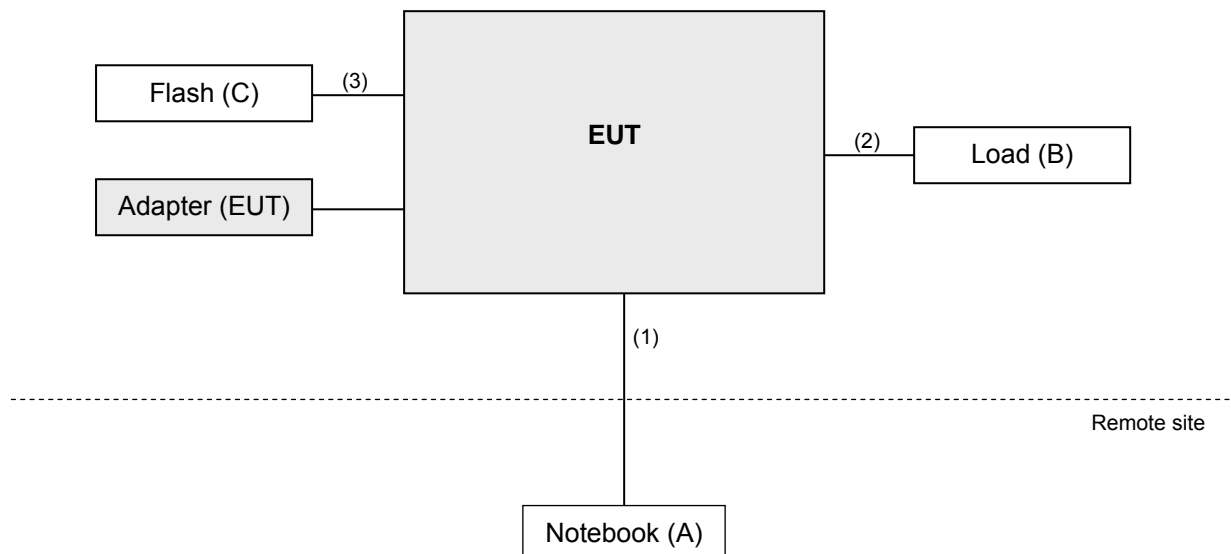 Flash (C)
(3)
EUT
(2)
Load (B)
Adapter (EUT)
(1)
Remote site
Notebook (A)